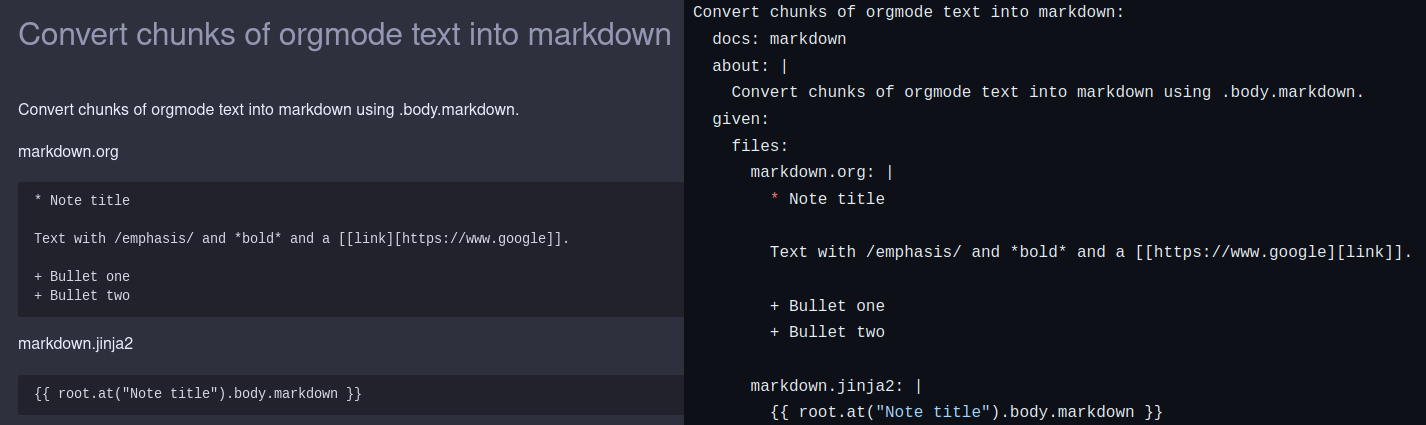 Convert chunks of orgmode text into markdown
Convert chunks of orgmode text into markdown using .body.markdown.
markdown.org
* Note title
Text with /emphasis/ and *bold* and a [[link][https://www.google]].
+ Bullet one
+ Bullet two
markdown.jinja2
{{ root.at("Note title").body.markdown }}
Convert chunks of orgmode text into markdown:
docs: markdown
about: |
Convert chunks of orgmode text into markdown using .body.markdown.
given:
files:
markdown.org: |
* Note title
Text with /emphasis/ and *bold* and a [[https://www.google][link]].
+ Bullet one
+ Bullet two
markdown.jinja2: |
{{ root.at("Note title").body.markdown }}